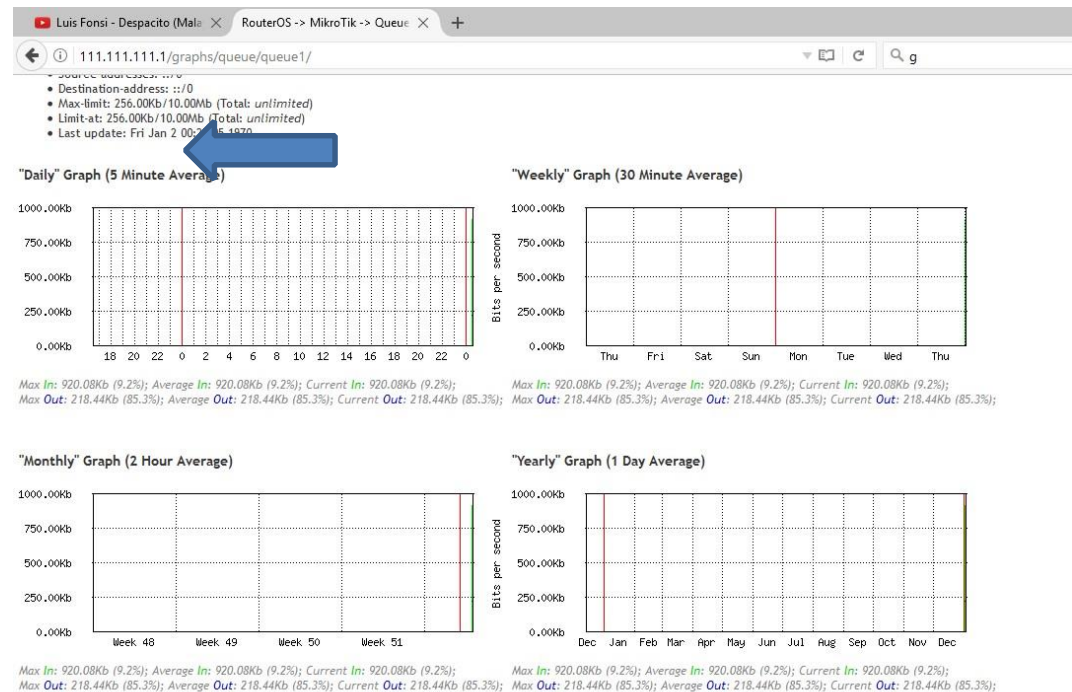 Luis Fonsi - Despacito (Mala
RouterOS -> MikroTik -> Queue
111.111.111.1/graphs/queue/queue1/
g
Source-addresses: ::/0
Destination-address: ::/0
Max-limit: 256.00Kb/10.00Mb (Total: unlimited)
Limit-at: 256.00Kb/10.00Mb (Total: unlimited)
Last update: Fri Jan 2 1970
"Daily" Graph (5 Minute Average)
1000.00Kb
750.00Kb
500.00Kb
250.00Kb
0.00Kb
18 20 22 0 2 4 6 8 10 12 14 16 18 20 22 0
Max In: 920.08Kb (9.2%); Average In: 920.08Kb (9.2%); Current In: 920.08Kb (9.2%);
Max Out: 218.44Kb (85.3%); Average Out: 218.44Kb (85.3%); Current Out: 218.44Kb (85.3%);
"Weekly" Graph (30 Minute Average)
Bits per second
1000.00Kb
750.00Kb
500.00Kb
250.00Kb
0.00Kb
Thu Fri Sat Sun Mon Tue Wed Thu
Max In: 920.08Kb (9.2%); Average In: 920.08Kb (9.2%); Current In: 920.08Kb (9.2%);
Max Out: 218.44Kb (85.3%); Average Out: 218.44Kb (85.3%); Current Out: 218.44Kb (85.3%);
"Monthly" Graph (2 Hour Average)
1000.00Kb
750.00Kb
500.00Kb
250.00Kb
0.00Kb
Week 48 Week 49 Week 50 Week 51
Max In: 920.08Kb (9.2%); Average In: 920.08Kb (9.2%); Current In: 920.08Kb (9.2%);
Max Out: 218.44Kb (85.3%); Average Out: 218.44Kb (85.3%); Current Out: 218.44Kb (85.3%);
"Yearly" Graph (1 Day Average)
Bits per second
1000.00Kb
750.00Kb
500.00Kb
250.00Kb
0.00Kb
Dec Jan Feb Mar Apr May Jun Jul Aug Sep Oct Nov Dec
Max In: 920.08Kb (9.2%); Average In: 920.08Kb (9.2%); Current In: 920.08Kb (9.2%);
Max Out: 218.44Kb (85.3%); Average Out: 218.44Kb (85.3%); Current Out: 218.44Kb (85.3%);